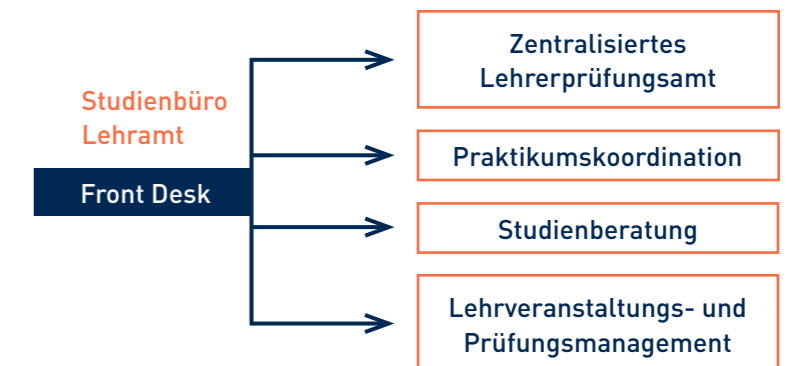 Studienbüro
Lehramt
Front Desk
Zentralisiertes
Lehrerprüfungsamt
Praktikumskoordination
Studienberatung
Lehrveranstaltungs- und
Prüfungsmanagement